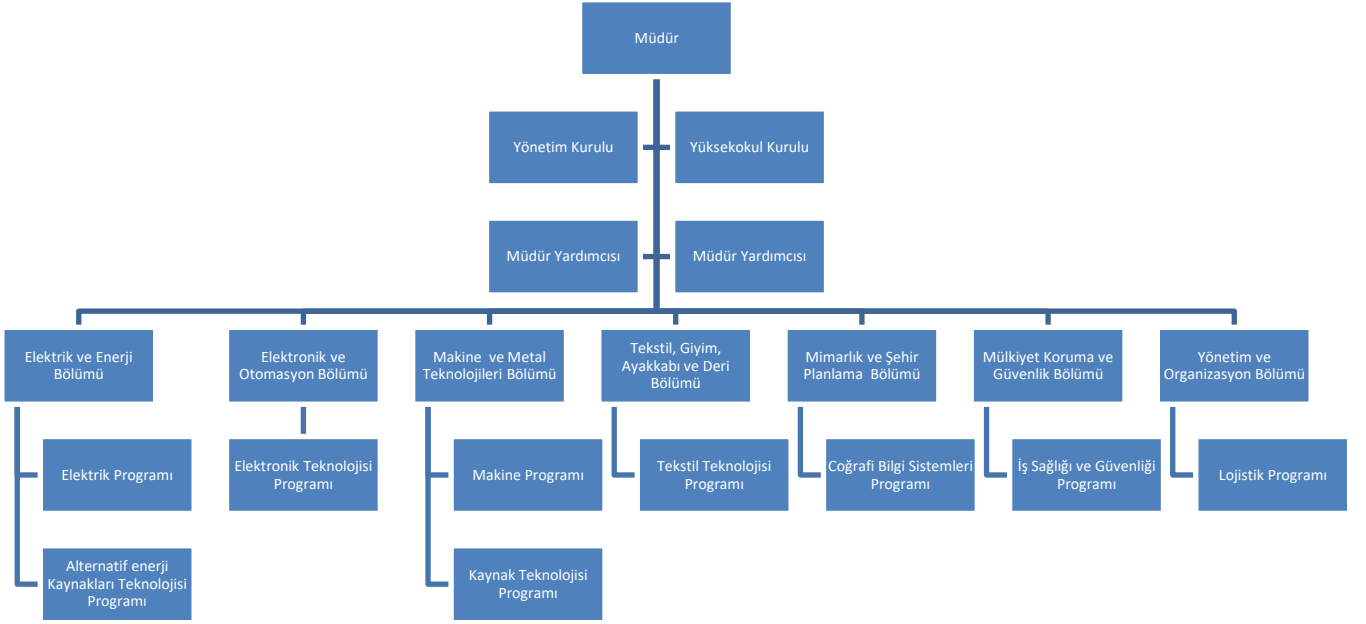 Müdür
Yönetim Kurulu
Yüksekokul Kurulu
Müdür Yardımcısı
Müdür Yardımcısı
Elektrik ve Enerji
Bölümü
Elektronik ve
Otomasyon Bölümü
Makine ve Metal
Teknolojileri Bölümü
Tekstil, Giyim,
Ayakkabı ve Deri
Bölümü
Mimarlık ve Şehir
Planlama Bölümü
Mülkiyet Koruma ve
Güvenlik Bölümü
Yönetim ve
Organizasyon Bölümü
Elektrik Programı
Elektronik Teknolojisi
Programı
Makine Programı
Tekstil Teknolojisi
Programı
Coğrafi Bilgi Sistemleri
Programı
İş Sağlığı ve Güvenliği
Programı
Lojistik Programı
Alternatif enerji
Kaynakları Teknolojisi
Programı
Kaynak Teknolojisi
Programı